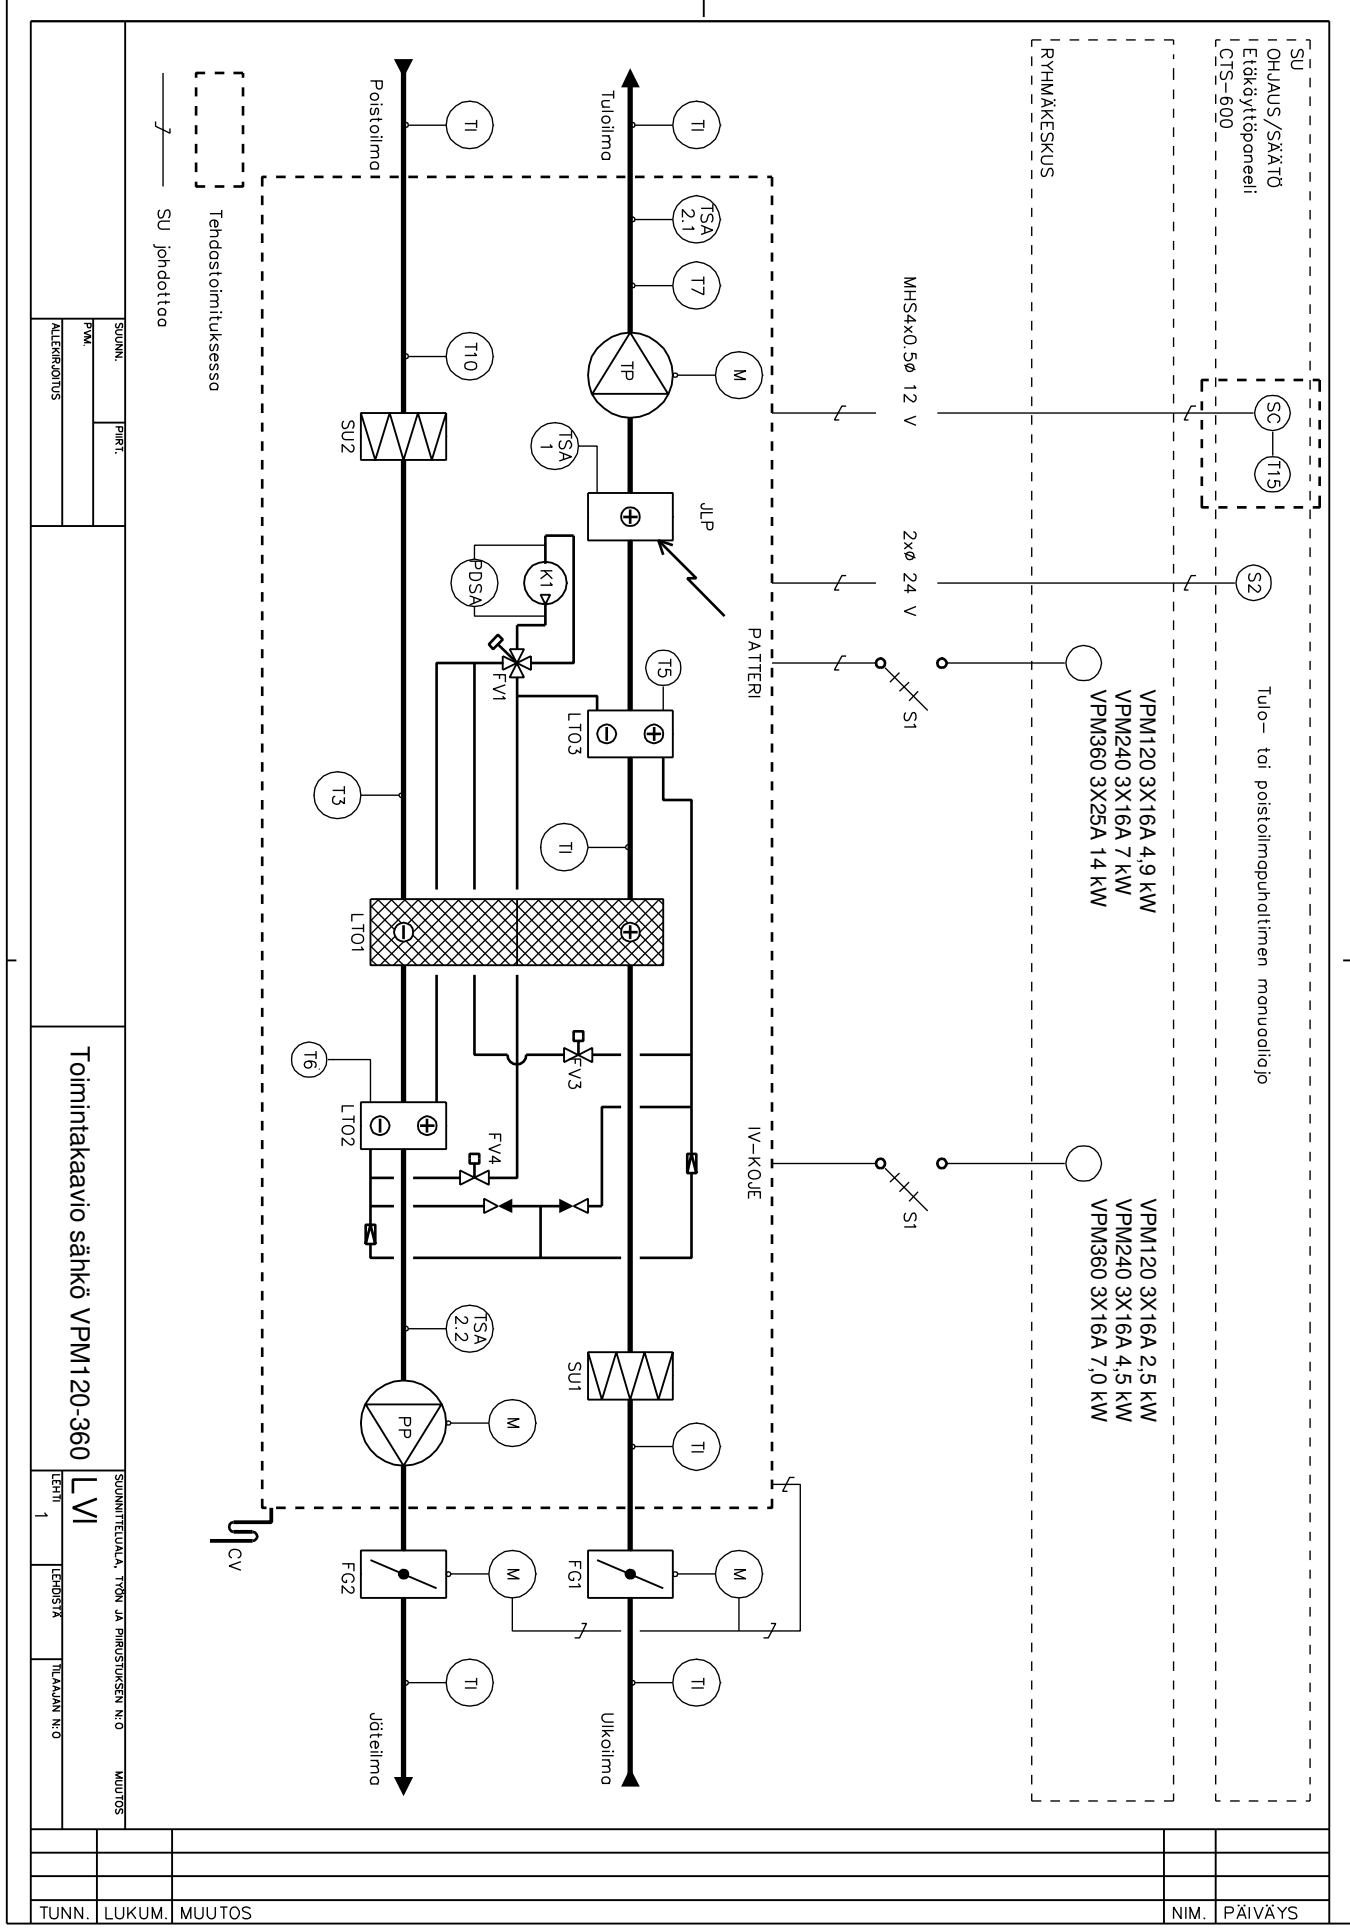 SU
OHJAUS/SÄÄTÖ
Etäkäyttöpaneeli
CTS-600
SC
T15
S2
Tulo- tai poistoilmapuhaltimen manuaaliajo
RYHMÄKESKUS
VPM120 3X16A 4,9 kW
VPM240 3X16A 7 kW
VPM360 3X25A 14 kW
VPM120 3X16A 2,5 kW
VPM240 3X16A 4,5 kW
VPM360 3X16A 7,0 kW
MHS4x0.5ø 12 V
2xø 24 V
S1
S1
PATTERI
IV-KOJE
TI
TSA
2.1
T7
M
JLP
T5
TI
M
Tuloilma
TP
TSA
1
LTO3
FV3
SU1
TI
FG1
TI
Ulkoilma
K1
PDSA
FV1
FV4
TI
T10
LTO1
TSA
2.2
M
M
TI
Poistoilma
SU2
T3
T6
LTO2
PP
FG2
Jäteilma
CV
Tehdastoimituksessa
SU johdottaa
SUUNN.
PIIRT.
PVM.
ALLEKIRJOITUS
Toimintakaavio sähkö VPM120-360
SUUNNITTELUALA, TYÖN JA PIIRUSTUKSEN N:O
MUUTOS
LVI
LEHTI
1
LEHDISTÄ
TILAAJAN N:O
TUNN.
LUKUM.
MUUTOS
NIM.
PÄIVÄYS